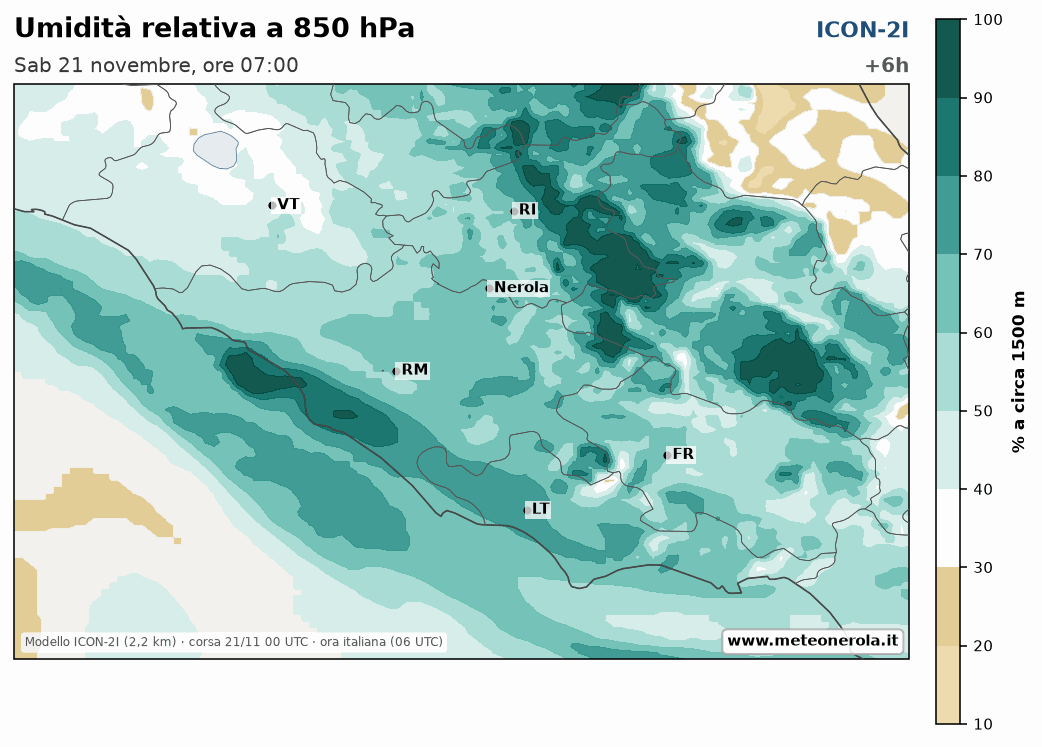 Umidità relativa a 850 hPa
ICON-2I
Sab 21 novembre, ore 07:00
+6h
VT
RI
Nerola
RM
FR
LT
Modello ICON-2I (2,2 km) · corsa 21/11 00 UTC · ora italiana (06 UTC)
www.meteonerola.it
100
90
80
70
60
50
40
30
20
10
% a circa 1500 m